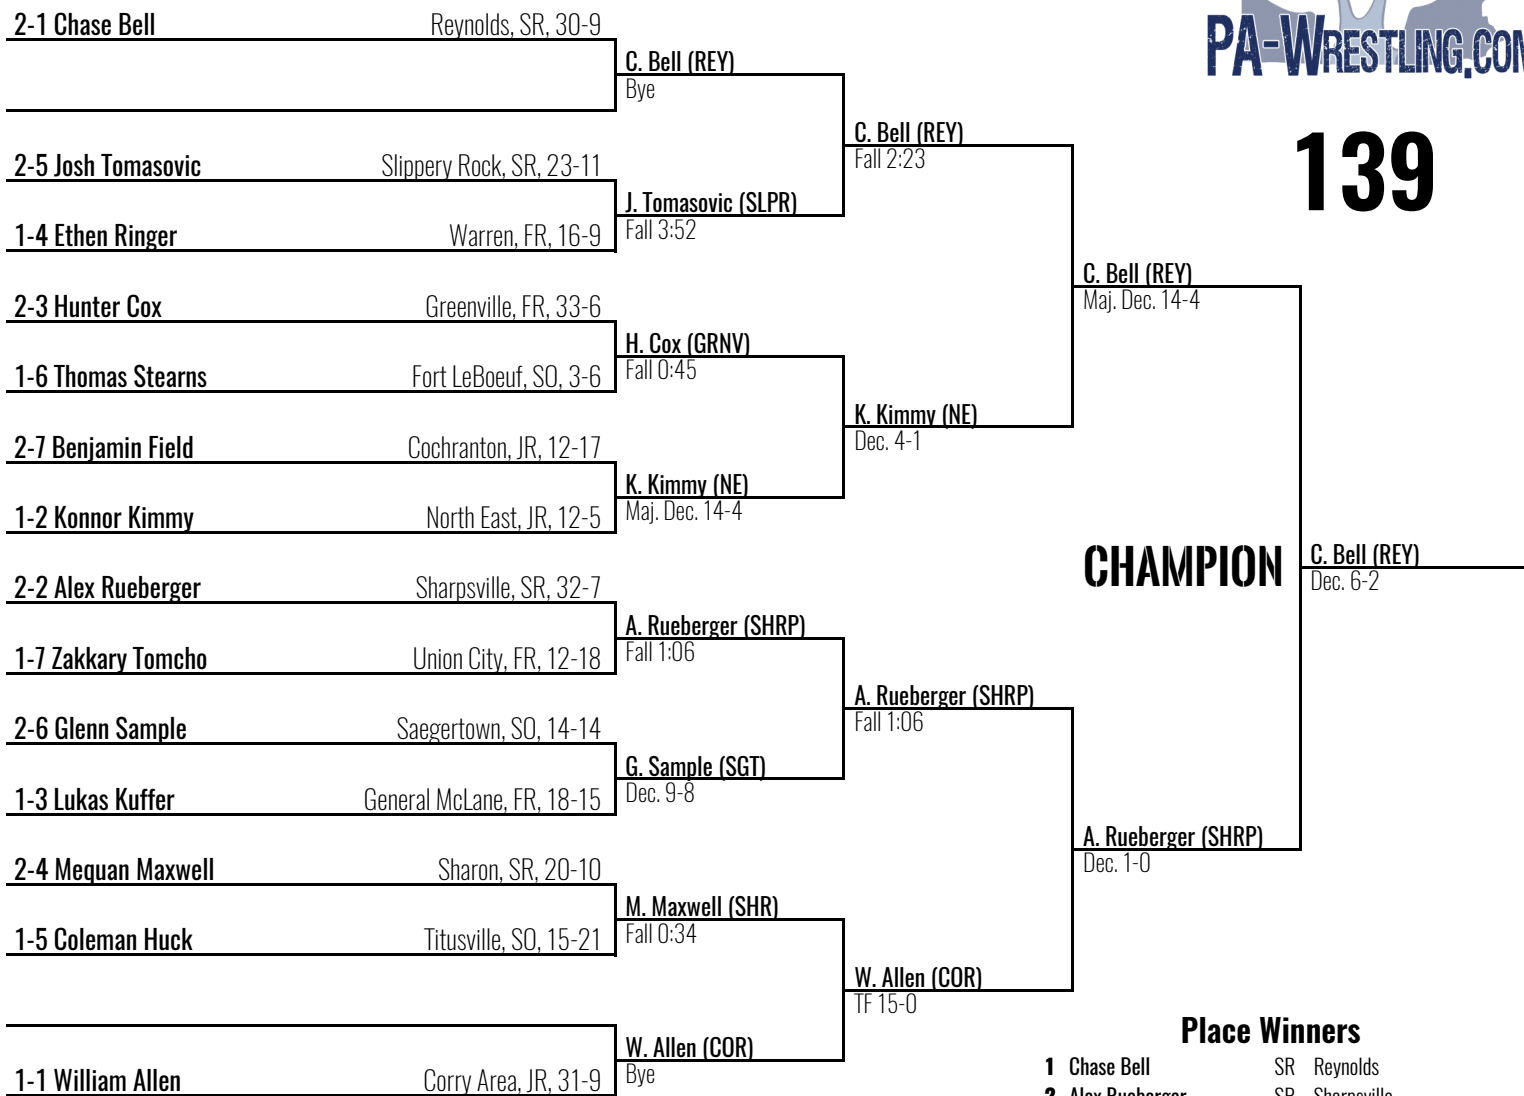 PA-WRESTLING.COM
139
2-1 Chase Bell Reynolds, SR, 30-9
C. Bell (REY)
Bye
C. Bell (REY)
Fall 2:23
2-5 Josh Tomasovic Slippery Rock, SR, 23-11
J. Tomasovic (SLPR)
Fall 3:52
1-4 Ethen Ringer Warren, FR, 16-9
C. Bell (REY)
Maj. Dec. 14-4
2-3 Hunter Cox Greenville, FR, 33-6
H. Cox (GRNV)
Fall 0:45
1-6 Thomas Stearns Fort LeBoeuf, SO, 3-6
K. Kimmy (NE)
Dec. 4-1
2-7 Benjamin Field Cochranton, JR, 12-17
K. Kimmy (NE)
Maj. Dec. 14-4
1-2 Konnor Kimmy North East, JR, 12-5
CHAMPION
C. Bell (REY)
Dec. 6-2
2-2 Alex Rueberger Sharpsville, SR, 32-7
A. Rueberger (SHRP)
Fall 1:06
1-7 Zakkary Tomcho Union City, FR, 12-18
A. Rueberger (SHRP)
Fall 1:06
2-6 Glenn Sample Saegertown, SO, 14-14
G. Sample (SGT)
Dec. 9-8
1-3 Lukas Kuffer General McLane, FR, 18-15
A. Rueberger (SHRP)
Dec. 1-0
2-4 Mequan Maxwell Sharon, SR, 20-10
M. Maxwell (SHR)
Fall 0:34
1-5 Coleman Huck Titusville, SO, 15-21
W. Allen (COR)
TF 15-0
W. Allen (COR)
Bye
1-1 William Allen Corry Area, JR, 31-9
Place Winners
1 Chase Bell SR Reynolds
2 Alex Rueberger SR Sharpsville